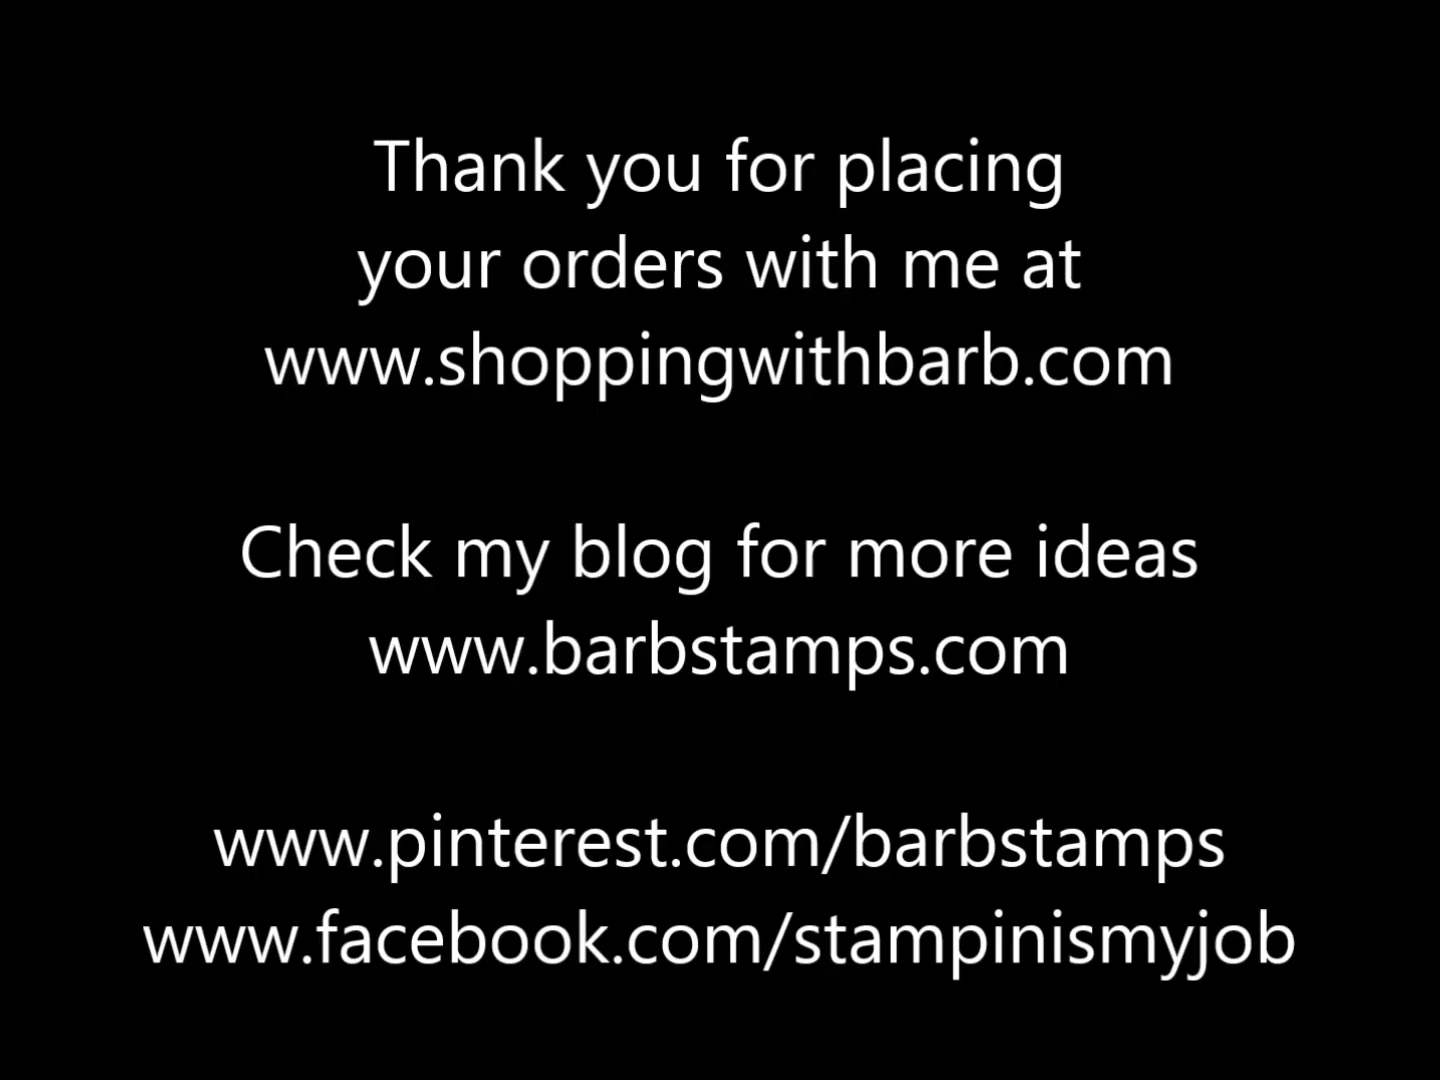 Thank you for placing
your orders with me at
www.shoppingwithbarb.com
Check my blog for more ideas
www.barbstamps.com
www.pinterest.com/barbstamps
www.facebook.com/stampinismyjob